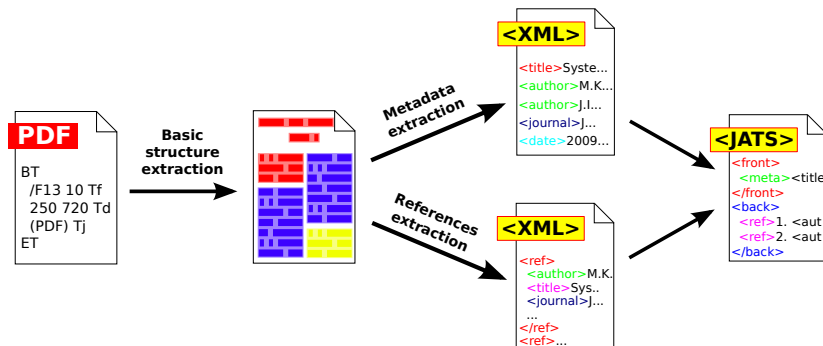 PDF
BT
/F13 10 Tf
250 720 Td
(PDF) Tj
ET
Basic
structure
extraction
Metadata
extraction
References
extraction
<XML>
<title>Syste...
<author>M.K...
<author>J.I...
<journal>J...
<date>2009...
<XML>
<ref>
<author>M.K.
<title>Sys..
<journal>J...
...
</ref>
<ref>...
<JATS>
<front>
<meta><title
</front>
<back>
<ref>1. <aut
<ref>2. <aut
</back>